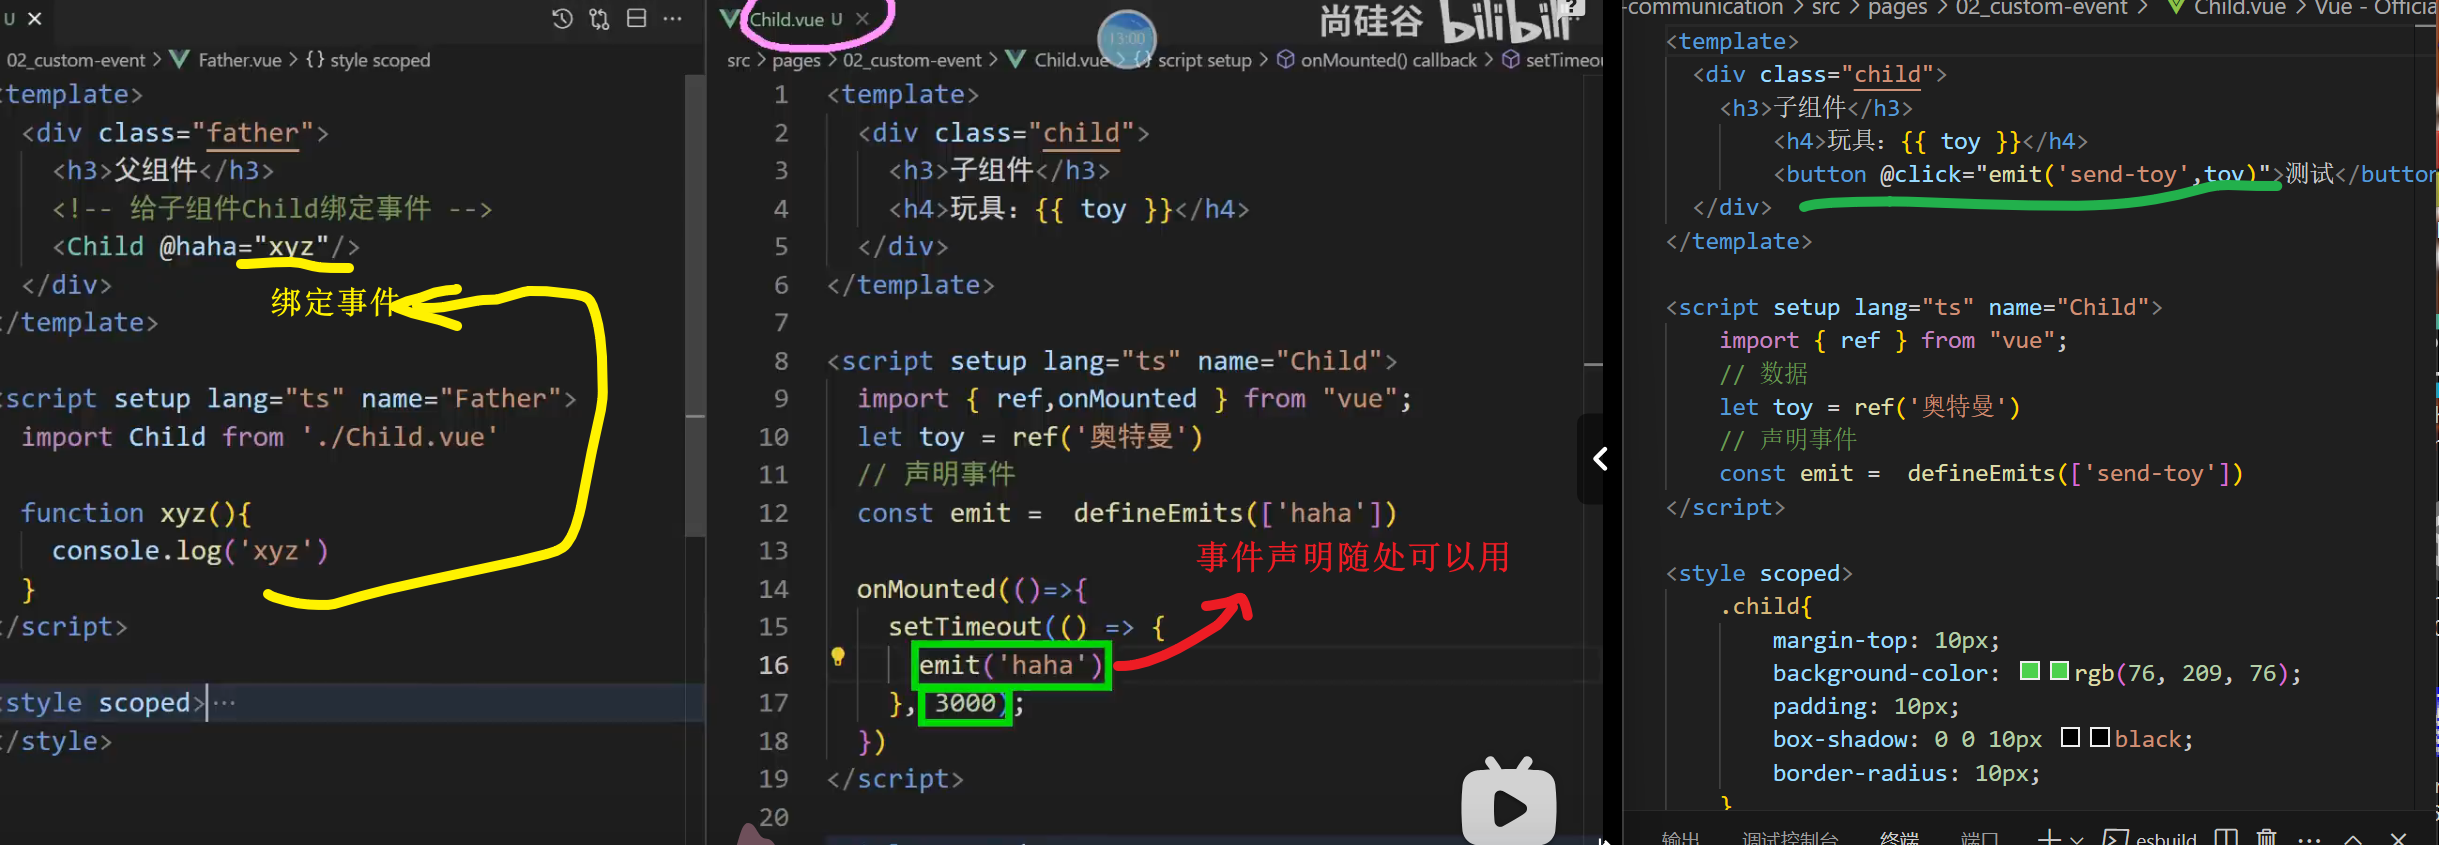 U
02_custom-event > Father.vue > {} style scoped
<template>
<div class="father">
<h3>父组件</h3>
<!-- 给子组件Child绑定事件 -->
<Child @haha="xyz"/>
</div>
绑定事件
</template>
<script setup lang="ts" name="Father">
import Child from './Child.vue'
function xyz(){
console.log('xyz')
}
</script>
<style scoped>…
</style>
Child.vue U
13:00
尚硅谷 bilibili
src > pages > 02_custom-event > Child.vue > script setup > onMounted() callback > setTimeou
1 <template>
2 <div class="child">
3 <h3>子组件</h3>
4 <h4>玩具：{{ toy }}</h4>
5 </div>
6 </template>
7
8 <script setup lang="ts" name="Child">
9 import { ref,onMounted } from "vue";
10 let toy = ref('奥特曼')
11 // 声明事件
12 const emit =  defineEmits(['haha'])
13
事件声明随处可以用
14 onMounted(()=>{
15 setTimeout(() => {
16 emit('haha')
17 }, 3000);
18 })
19 </script>
20
-communication > src > pages > 02_custom-event > Child.vue > Vue - Officia
<template>
<div class="child">
<h3>子组件</h3>
<h4>玩具：{{ toy }}</h4>
<button @click="emit('send-toy',toy)">测试</button
</div>
</template>
<script setup lang="ts" name="Child">
import { ref } from "vue";
// 数据
let toy = ref('奥特曼')
// 声明事件
const emit =  defineEmits(['send-toy'])
</script>
<style scoped>
.child{
margin-top: 10px;
background-color: rgb(76, 209, 76);
padding: 10px;
box-shadow: 0 0 10px black;
border-radius: 10px;
}
输出 调试控制台 终端 端口 esbuild